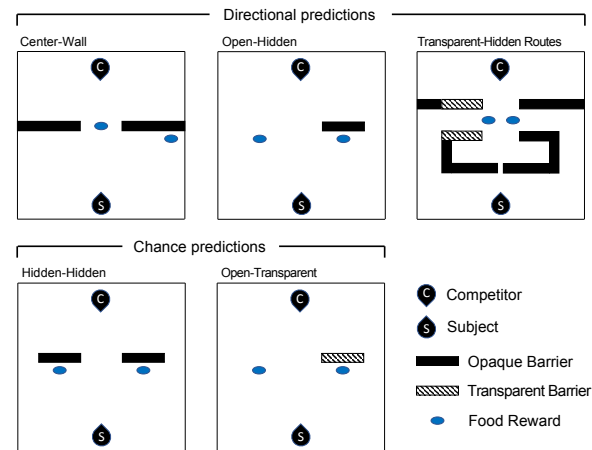 Directional predictions
Center-Wall
Open-Hidden
Transparent-Hidden Routes
C
C
C
S
S
S
Chance predictions
Hidden-Hidden
Open-Transparent
C
C
S
S
C Competitor
S Subject
Opaque Barrier
Transparent Barrier
Food Reward